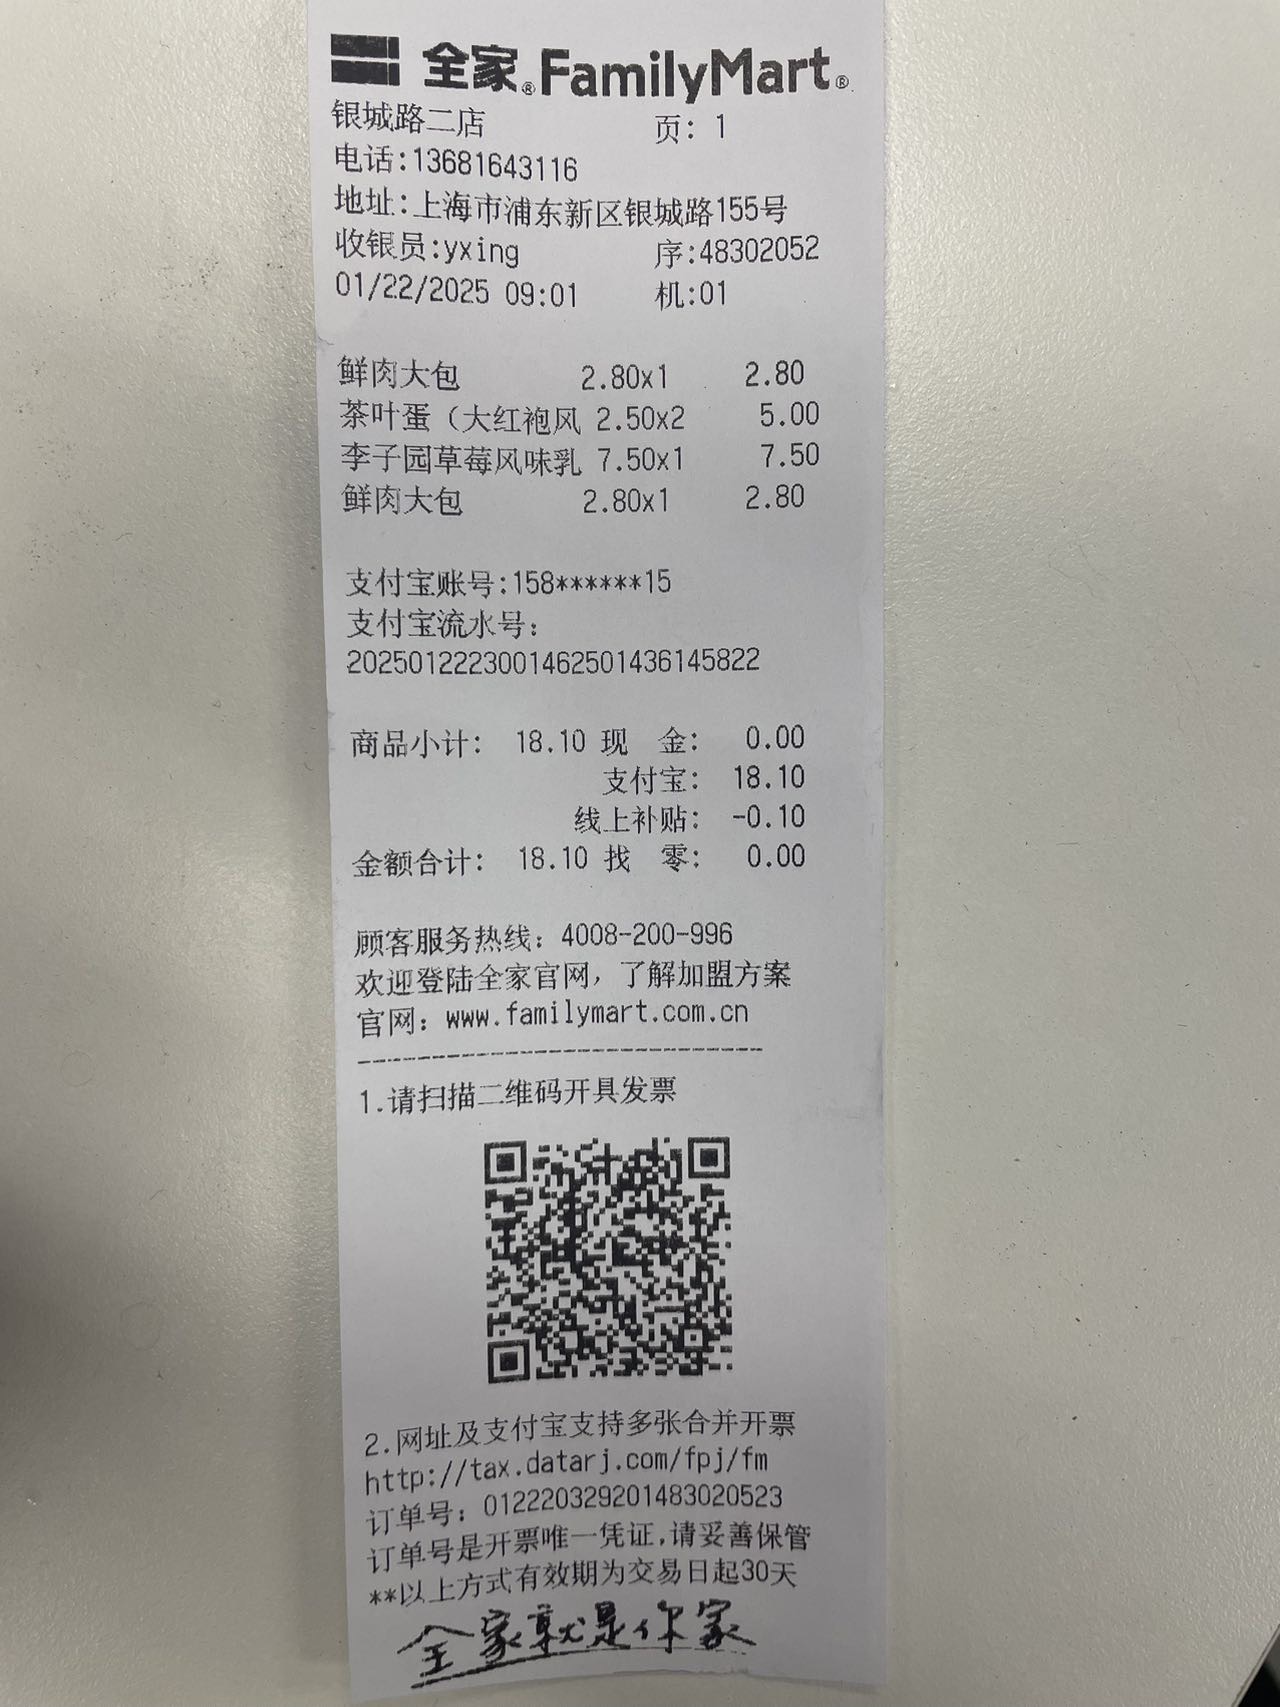 全家® FamilyMart®
银城路二店 页: 1
电话:13681643116
地址:上海市浦东新区银城路155号
收银员:yxing 序:48302052
01/22/2025 09:01 机:01
鲜肉大包 2.80x1 2.80
茶叶蛋（大红袍风 2.50x2 5.00
李子园草莓风味乳 7.50x1 7.50
鲜肉大包 2.80x1 2.80
支付宝账号:158******15
支付宝流水号:
2025012223001462501436145822
商品小计: 18.10 现 金: 0.00
支付宝: 18.10
线上补贴: -0.10
金额合计: 18.10 找 零: 0.00
顾客服务热线: 4008-200-996
欢迎登陆全家官网, 了解加盟方案
官网: www.familymart.com.cn
1.请扫描二维码开具发票
2.网址及支付宝支持多张合并开票
http://tax.datarj.com/fpj/fm
订单号: 012220329201483020523
订单号是开票唯一凭证,请妥善保管
**以上方式有效期为交易日起30天
全家就是你家